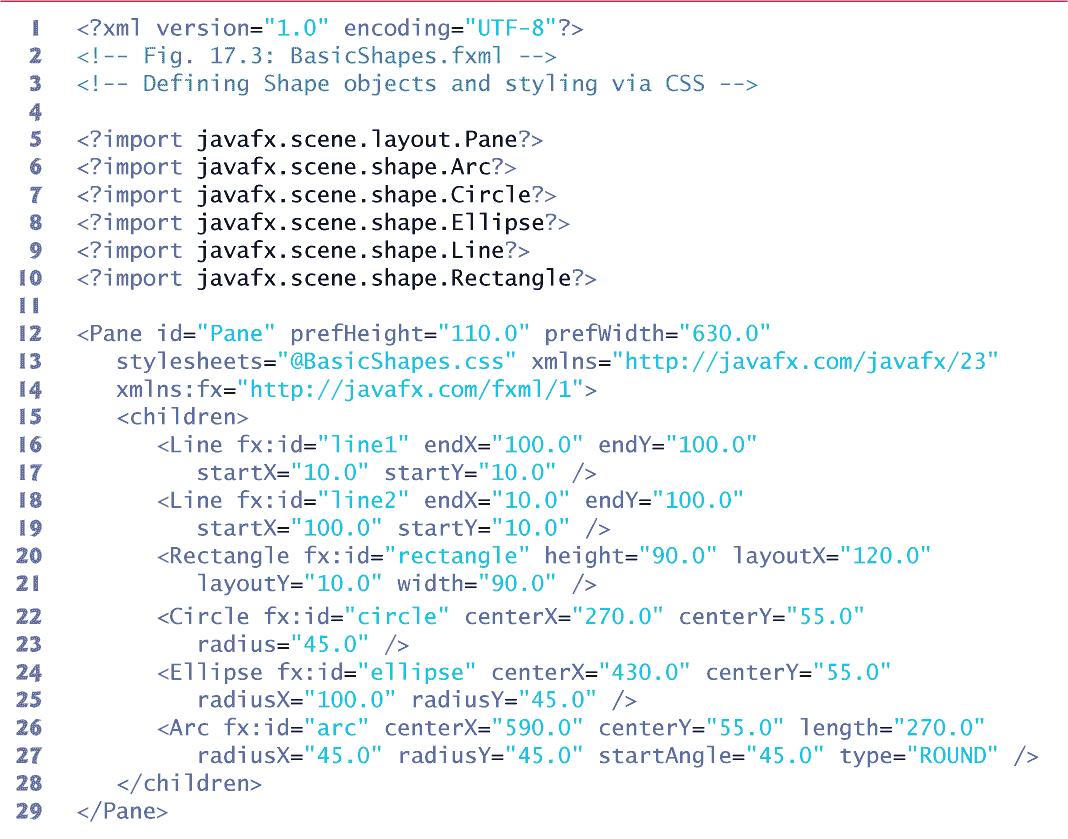 1 <?xml version="1.0" encoding="UTF-8"?>
2 <!-- Fig. 17.3: BasicShapes.fxml -->
3 <!-- Defining Shape objects and styling via CSS -->
4
5 <?import javafx.scene.layout.Pane?>
6 <?import javafx.scene.shape.Arc?>
7 <?import javafx.scene.shape.Circle?>
8 <?import javafx.scene.shape.Ellipse?>
9 <?import javafx.scene.shape.Line?>
10 <?import javafx.scene.shape.Rectangle?>
11
12 <Pane id="Pane" prefHeight="110.0" prefWidth="630.0"
13    stylesheets="@BasicShapes.css" xmlns="http://javafx.com/javafx/23"
14    xmlns:fx="http://javafx.com/fxml/1">
15    <children>
16       <Line fx:id="line1" endX="100.0" endY="100.0"
17          startX="10.0" startY="10.0" />
18       <Line fx:id="line2" endX="10.0" endY="100.0"
19          startX="100.0" startY="10.0" />
20       <Rectangle fx:id="rectangle" height="90.0" layoutX="120.0"
21          layoutY="10.0" width="90.0" />
22       <Circle fx:id="circle" centerX="270.0" centerY="55.0"
23          radius="45.0" />
24       <Ellipse fx:id="ellipse" centerX="430.0" centerY="55.0"
25          radiusX="100.0" radiusY="45.0" />
26       <Arc fx:id="arc" centerX="590.0" centerY="55.0" length="270.0"
27          radiusX="45.0" radiusY="45.0" startAngle="45.0" type="ROUND" />
28    </children>
29 </Pane>